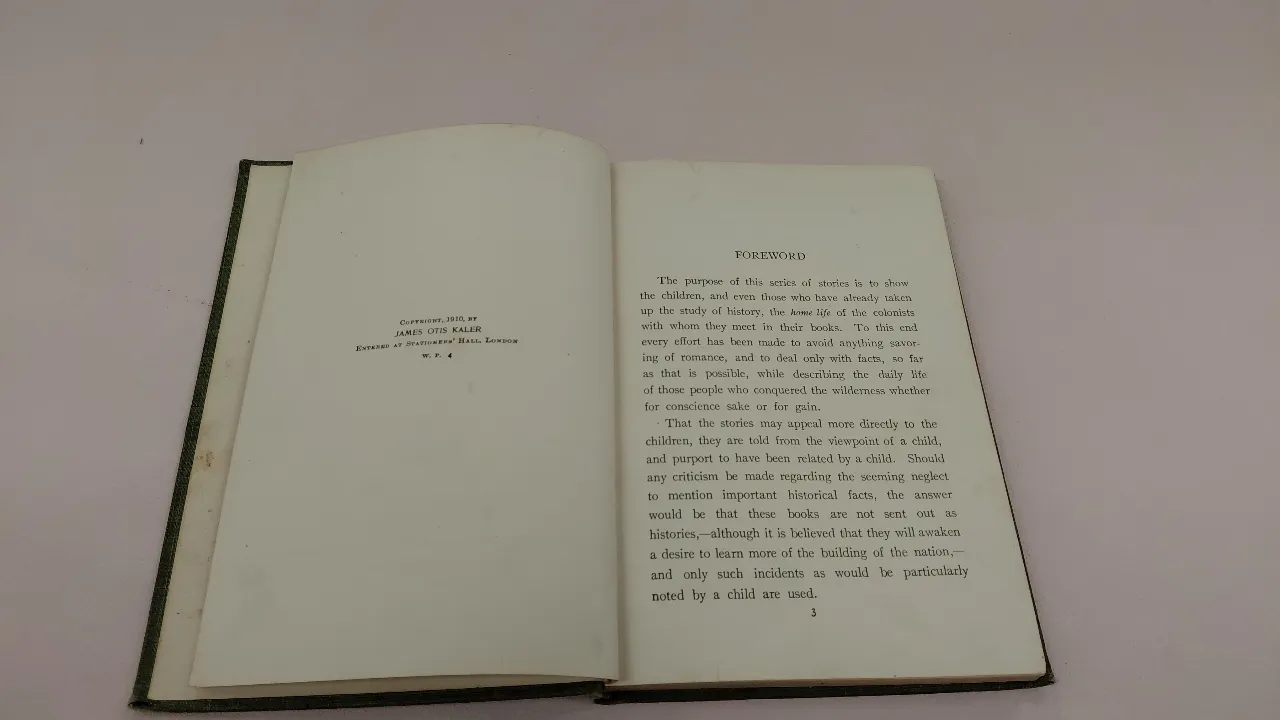 COPYRIGHT, 1910, BY
JAMES OTIS KALER
ENTERED AT STATIONERS' HALL, LONDON
W. P. 4
FOREWORD
The purpose of this series of stories is to show
the children, and even those who have already taken
up the study of history, the home life of the colonists
with whom they meet in their books. To this end
every effort has been made to avoid anything savor-
ing of romance, and to deal only with facts, so far
as that is possible, while describing the daily life
of those people who conquered the wilderness whether
for conscience sake or for gain.
That the stories may appeal more directly to the
children, they are told from the viewpoint of a child,
and purport to have been related by a child. Should
any criticism be made regarding the seeming neglect
to mention important historical facts, the answer
would be that these books are not sent out as
histories,—although it is believed that they will awaken
a desire to learn more of the building of the nation,—
and only such incidents as would be particularly
noted by a child are used.
3